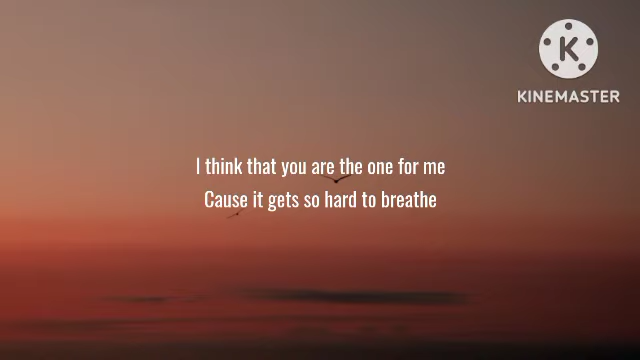 KINEMASTER
I think that you are the one for me
Cause it gets so hard to breathe